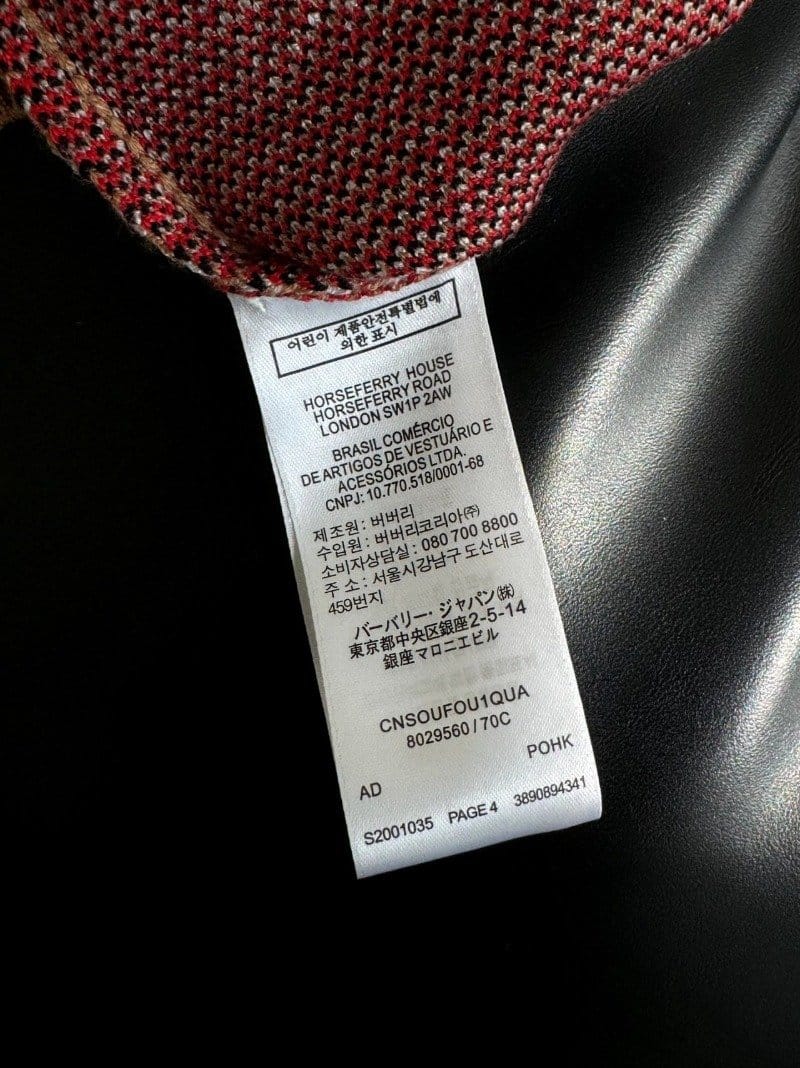 어린이 제품안전특별법에
의한 표시
HORSEFERRY HOUSE
HORSEFERRY ROAD
LONDON SW1P 2AW
BRASIL COMÉRCIO
DE ARTIGOS DE VESTUÁRIO E
ACESSÓRIOS LTDA.
CNPJ: 10.770.518/0001-68
제조원 : 버버리
수입원 : 버버리코리아㈜
소비자상담실 : 080 700 8800
주 소 : 서울시강남구 도산대로
459번지
バーバリー・ジャパン㈱
東京都中央区銀座2-5-14
銀座マロニエビル
CNSOUFOU1QUA
8029560 / 70C
POHK
AD
S2001035 PAGE 4 3890894341